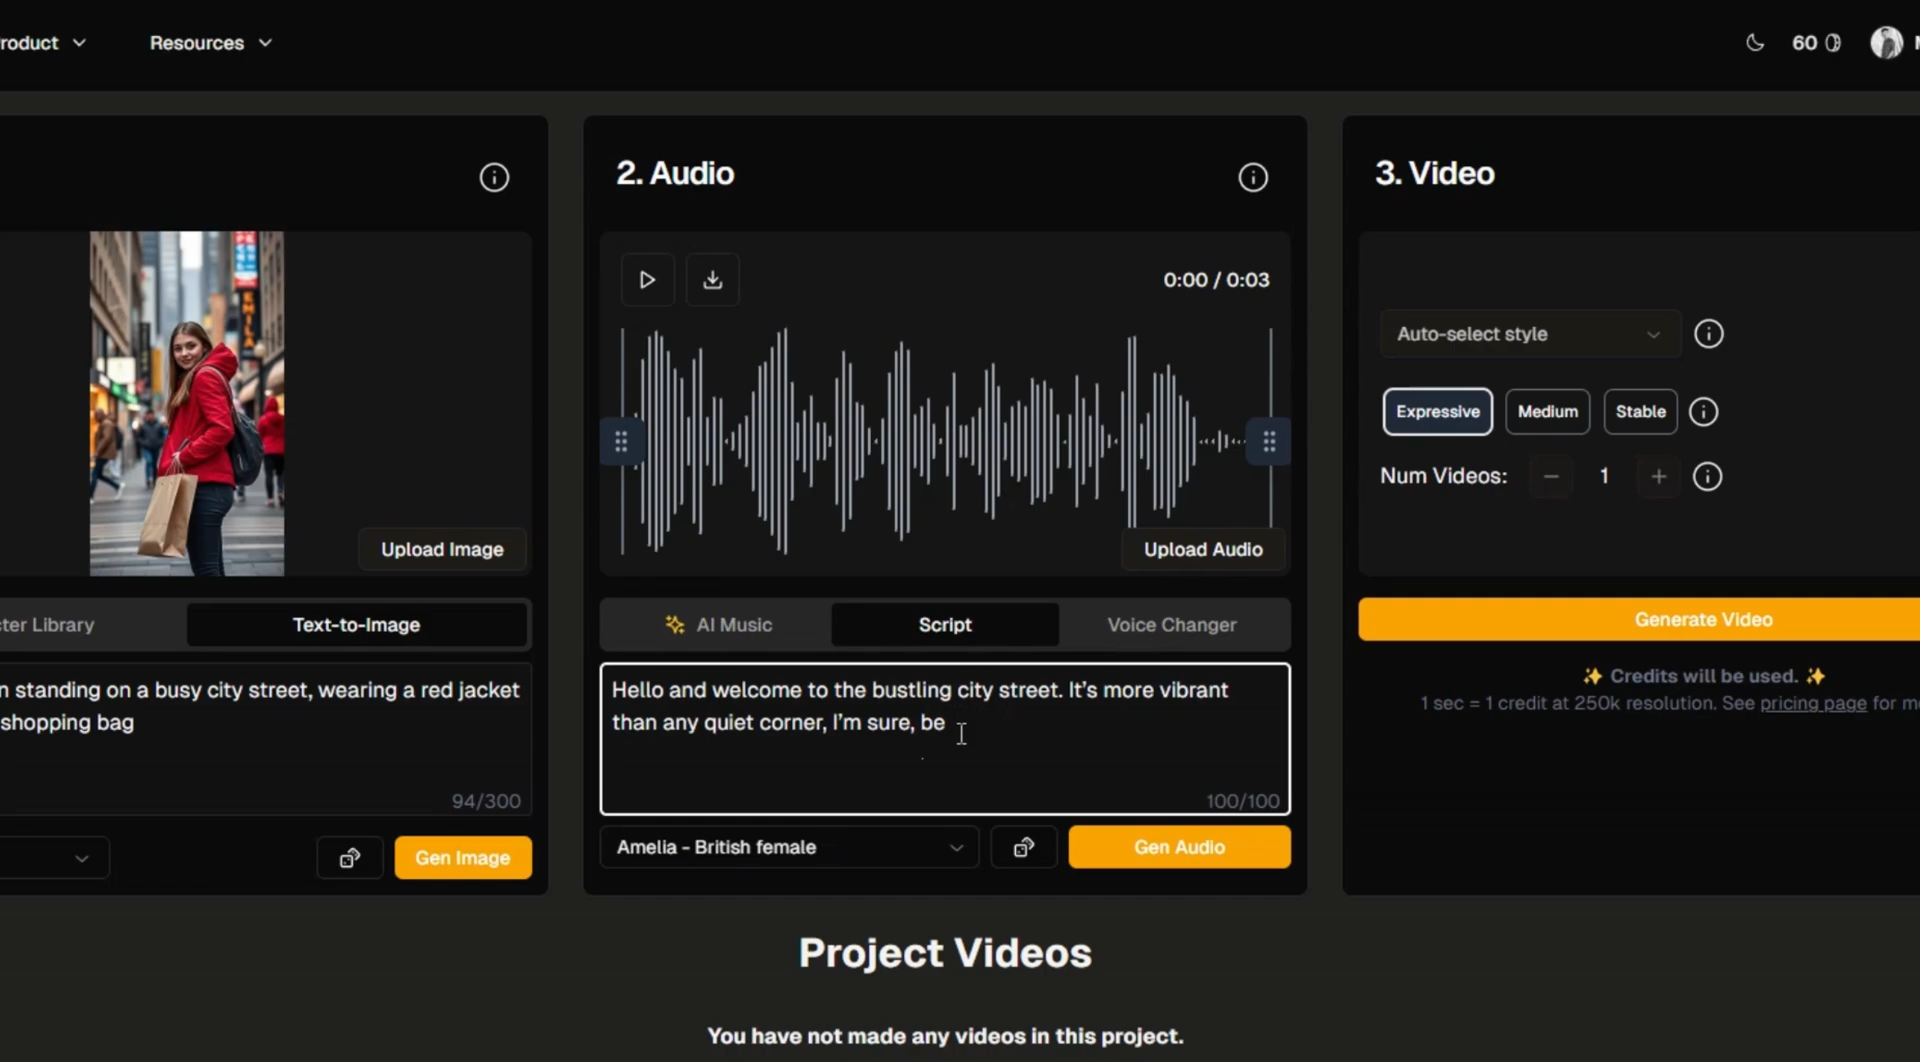 roduct
Resources
60
2. Audio
3. Video
0:00 / 0:03
Auto-select style
Expressive
Medium
Stable
Num Videos:
1
Upload Image
Upload Audio
ter Library
Text-to-Image
AI Music
Script
Voice Changer
Generate Video
✨ Credits will be used. ✨
1 sec = 1 credit at 250k resolution. See pricing page for m
n standing on a busy city street, wearing a red jacket
shopping bag
94/300
Hello and welcome to the bustling city street. It’s more vibrant
than any quiet corner, I’m sure, be
100/100
Gen Image
Amelia - British female
Gen Audio
Project Videos
You have not made any videos in this project.